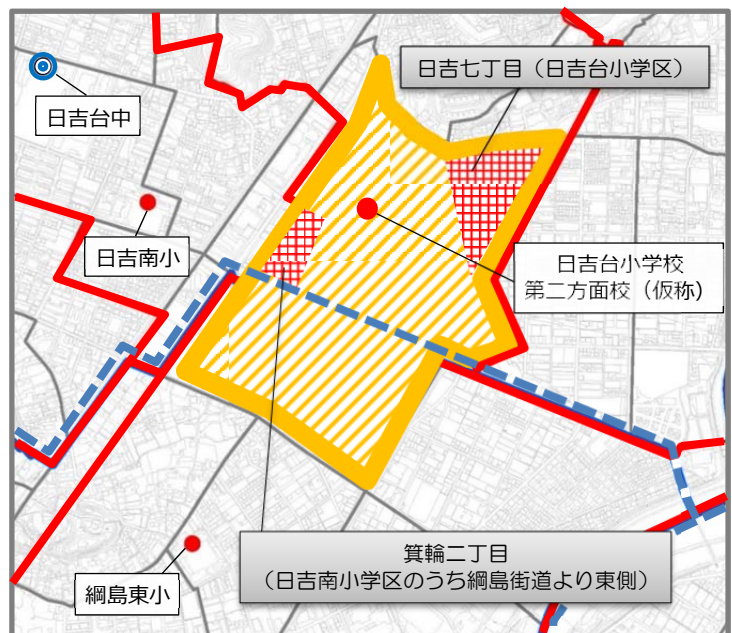 日吉七丁目（日吉台小学区）
日吉台中
日吉南小
日吉台小学校
第二方面校（仮称）
箕輪二丁目
（日吉南小学区のうち綱島街道より東側）
綱島東小